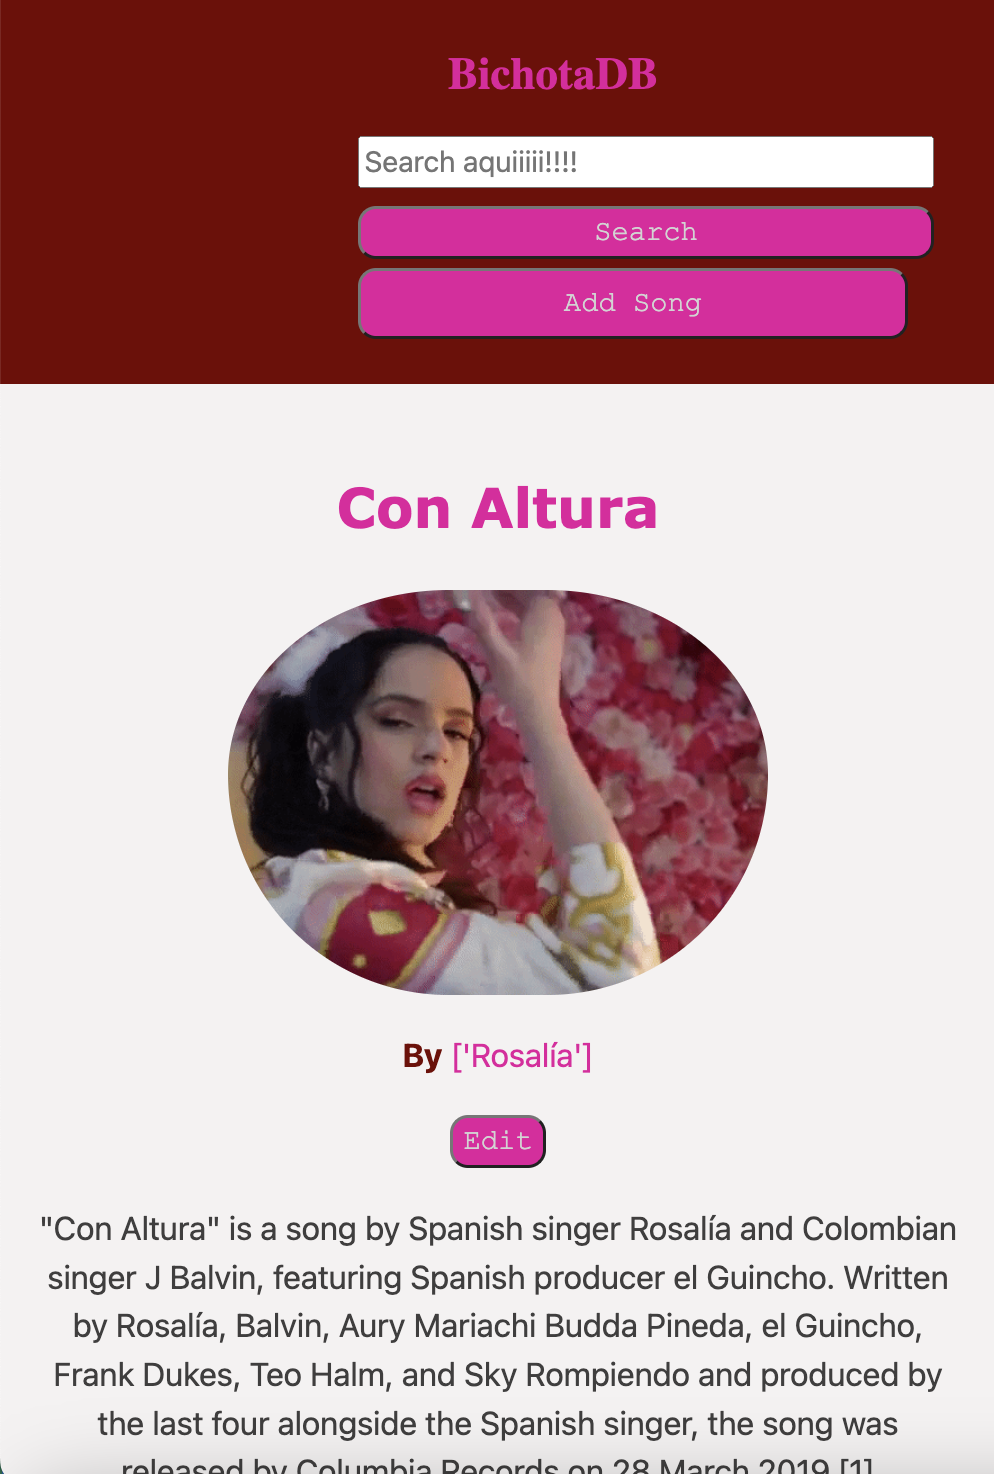 BichotaDB
Search aquiiiii!!!!
Search
Add Song
Con Altura
By ['Rosalía']
Edit
"Con Altura" is a song by Spanish singer Rosalía and Colombian
singer J Balvin, featuring Spanish producer el Guincho. Written
by Rosalía, Balvin, Aury Mariachi Budda Pineda, el Guincho,
Frank Dukes, Teo Halm, and Sky Rompiendo and produced by
the last four alongside the Spanish singer, the song was
released by Columbia Records on 28 March 2019.[1]